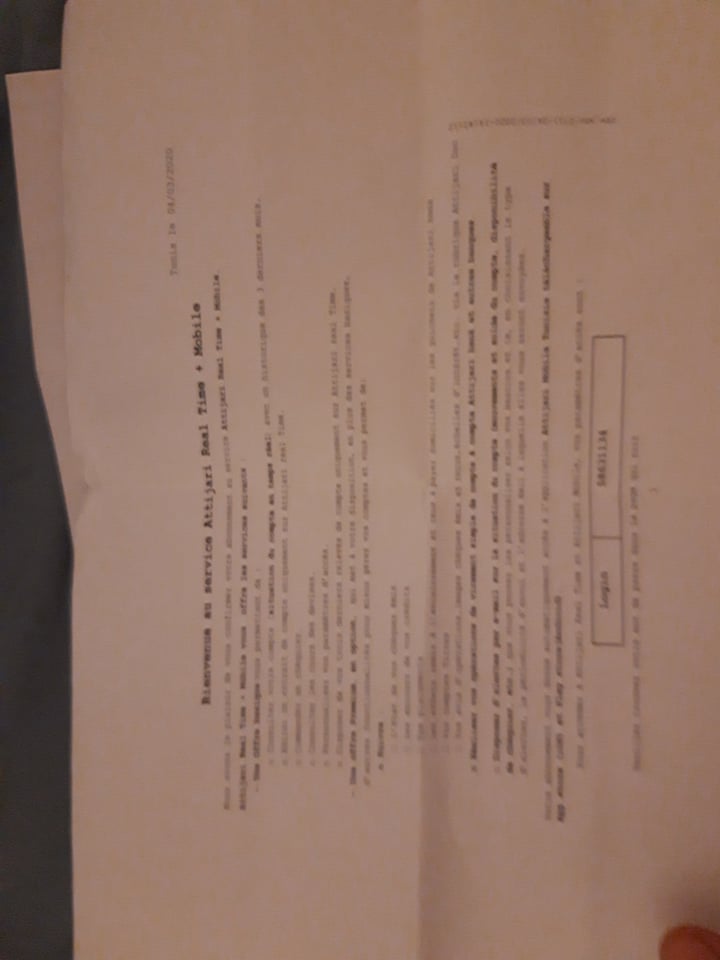 Tunis le 04/03/2020
Bienvenue au service Attijari Real Time + Mobile
Nous avons le plaisir de vous confirmer votre abonnement au service Attijari Real Time + Mobile.
Attijari Real Time + Mobile vous offre les services suivants :
- Une Offre Basique vous permettant de :
o Consulter votre compte (situation du compte en temps réel) avec un historique des 3 derniers mois.
o Editer un extrait de compte uniquement sur Attijari real Time.
o Commander un chéquier.
o Consulter les cours des devises.
o Personnaliser vos paramètres d'accès.
o Disposer de vos trois derniers relevés de compte uniquement sur Attijari Real Time.
- Une offre Premium, en option, qui met à votre disposition, en plus des services basiques,
d'autres fonctionnalités pour mieux gérer vos comptes et vous permet de:
o Suivre
L'état de vos chèques émis
Les encours de vos crédits
Vos placements
Les effets remis à l'encaissement et ceux à payer domiciliés sur les guichets de Attijari bank
Vos comptes Titres
Vos avis d'opérations, images chèques émis et reçus, échelles d'intérêt, etc. via la rubrique Attijari Doc
o Réaliser vos opérations de virement simple de compte à compte Attijari bank et autres banques
o Disposer d'alertes par e-mail sur la situation du compte (mouvements et solde du compte, disponibilité
de chéquier, etc.) que vous pouvez personnaliser selon vos besoins en choisissant le type
d'alertes, la périodicité d'envoi et l'adresse mail à laquelle elles vous seront envoyées.
Votre abonnement vous donne automatiquement accès à l'application Attijari Mobile Tunisie téléchargeable sur
App store (iOS) et Play store(Android).
Pour accéder à Attijari Real Time et Attijari Mobile, vos paramètres d'accès sont :
Login 58631134
Veuillez trouver votre mot de passe dans la page qui suit